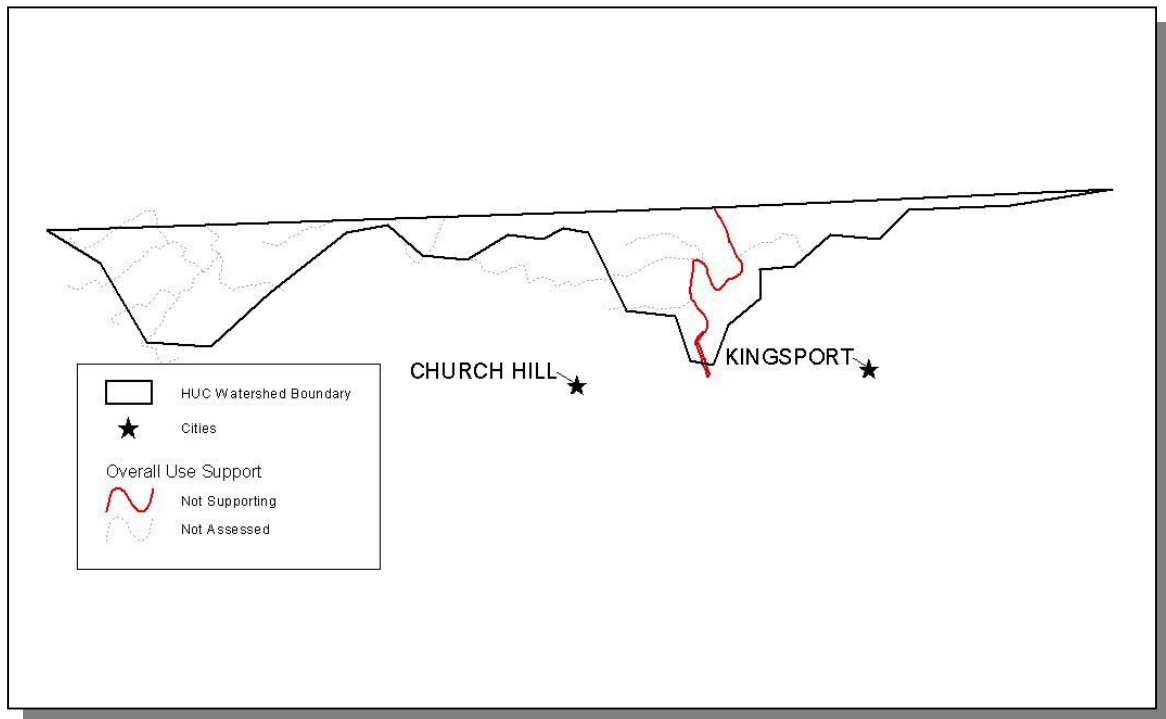 KINGSPORT
CHURCH HILL
HUC Watershed Boundary
Cities
Overall Use Support
Not Supporting
Not Assessed